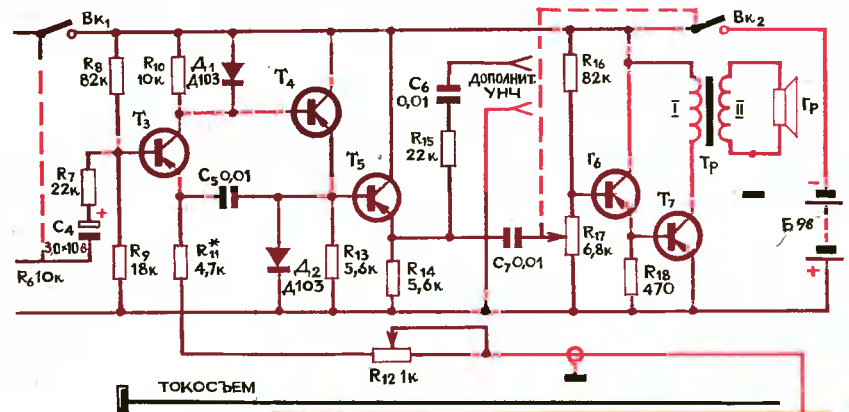 Вк₁
Вк₂
R₈
82к
R₁₀
10к
Д₁
Д103
Т₄
Т₃
R₇
22к
С₄
3,0×10в
R₆10к
R₉
18к
С₅ 0,01
R₁₁*
4,7к
Д₂
Д103
R₁₃
5,6к
Т₅
R₁₄
5,6к
С₆
0,01
R₁₅
22к
ДОПОЛНИТ.
УНЧ
С₇ 0,01
R₁₆
82к
Т₆
R₁₇
6,8к
Т₇
R₁₈
470
I
II
Тр
Гр
−
Б 9в
+
R₁₂ 1к
ТОКОСЪЕМ